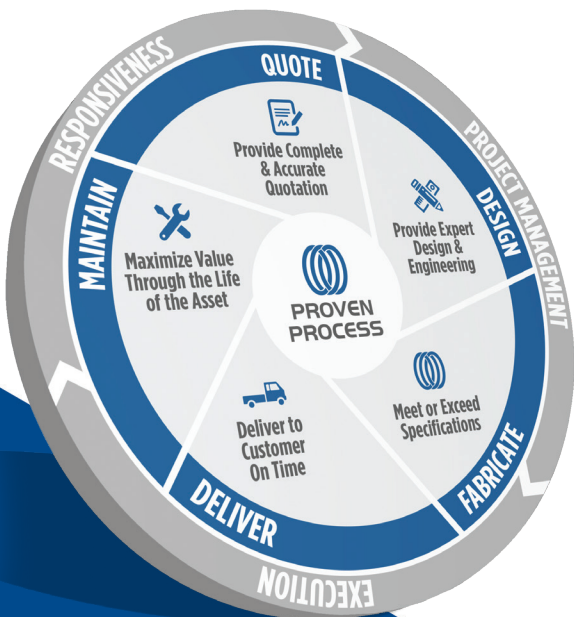 RESPONSIVENESS
PROJECT MANAGEMENT
EXECUTION
QUOTE
Provide Complete
& Accurate
Quotation
DESIGN
Provide Expert
Design &
Engineering
FABRICATE
Meet or Exceed
Specifications
DELIVER
Deliver to
Customer
On Time
MAINTAIN
Maximize Value
Through the Life
of the Asset
PROVEN
PROCESS